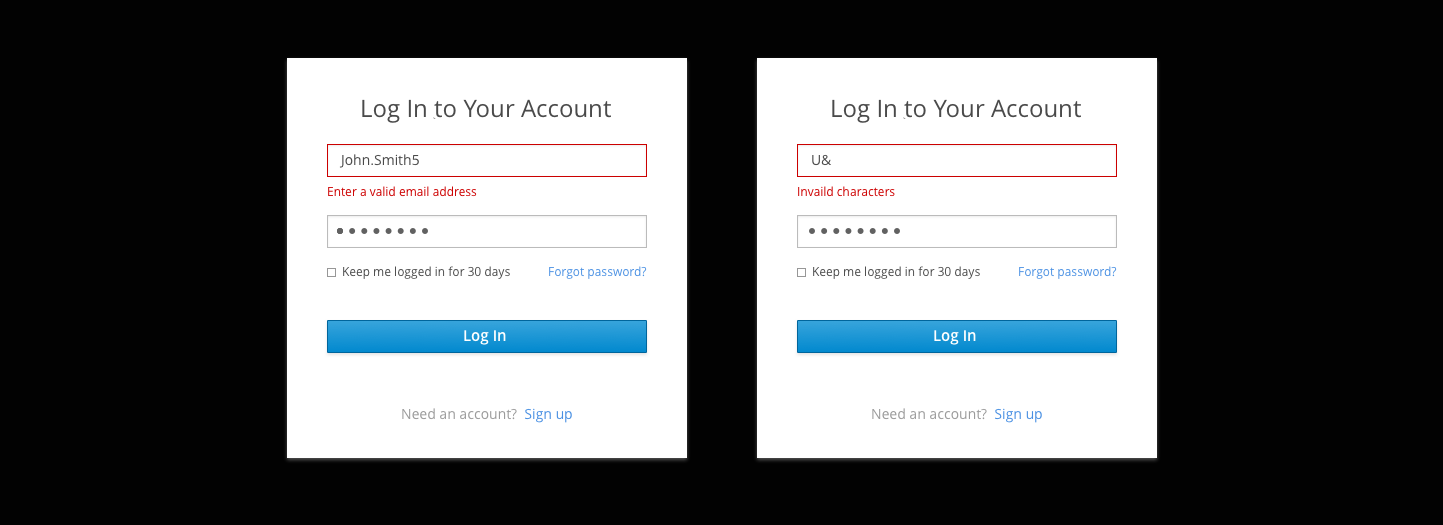 Log In to Your Account
John.Smith5
Enter a valid email address
Keep me logged in for 30 days Forgot password?
Log In
Need an account? Sign up
Log In to Your Account
U&
Invaild characters
Keep me logged in for 30 days Forgot password?
Log In
Need an account? Sign up